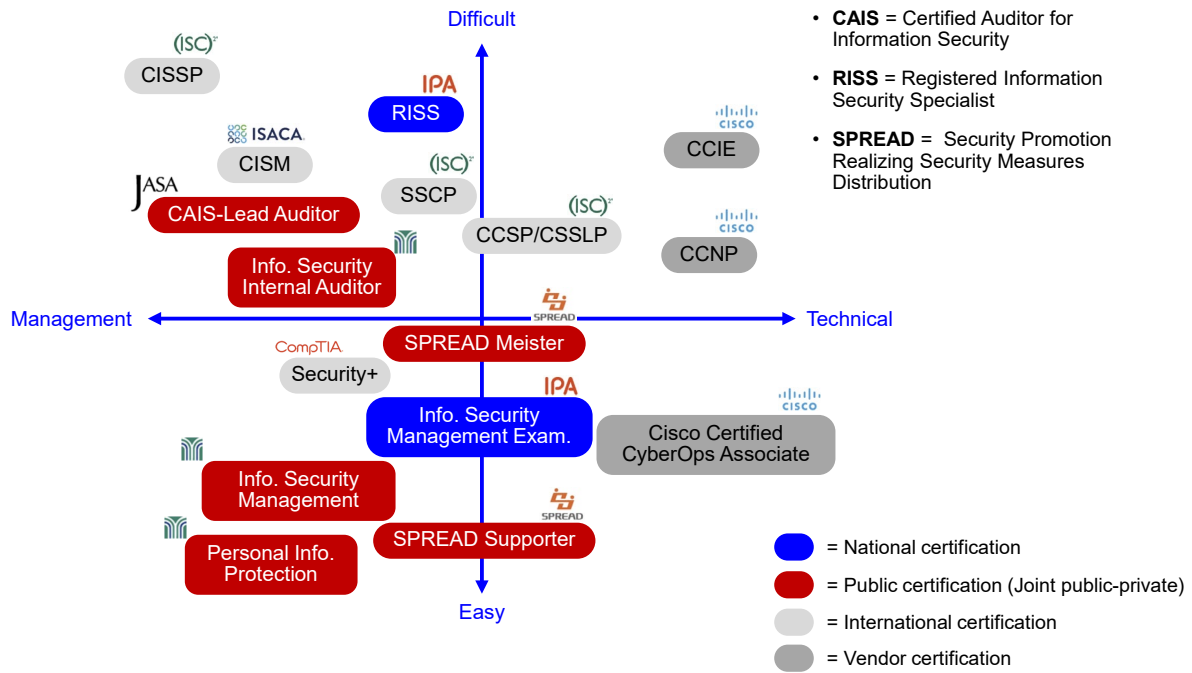 Difficult
(ISC)²
CISSP
IPA
RISS
ISACA
CISM
CISCO
CCIE
(ISC)²
SSCP
JASA
CAIS-Lead Auditor
(ISC)²
CCSP/CSSLP
CISCO
CCNP
Info. Security
Internal Auditor
Management
Technical
SPREAD
SPREAD Meister
CompTIA
Security+
IPA
Info. Security
Management Exam.
CISCO
Cisco Certified
CyberOps Associate
Info. Security
Management
SPREAD
SPREAD Supporter
Personal Info.
Protection
Easy
• CAIS = Certified Auditor for
Information Security
• RISS = Registered Information
Security Specialist
• SPREAD = Security Promotion
Realizing Security Measures
Distribution
= National certification
= Public certification (Joint public-private)
= International certification
= Vendor certification